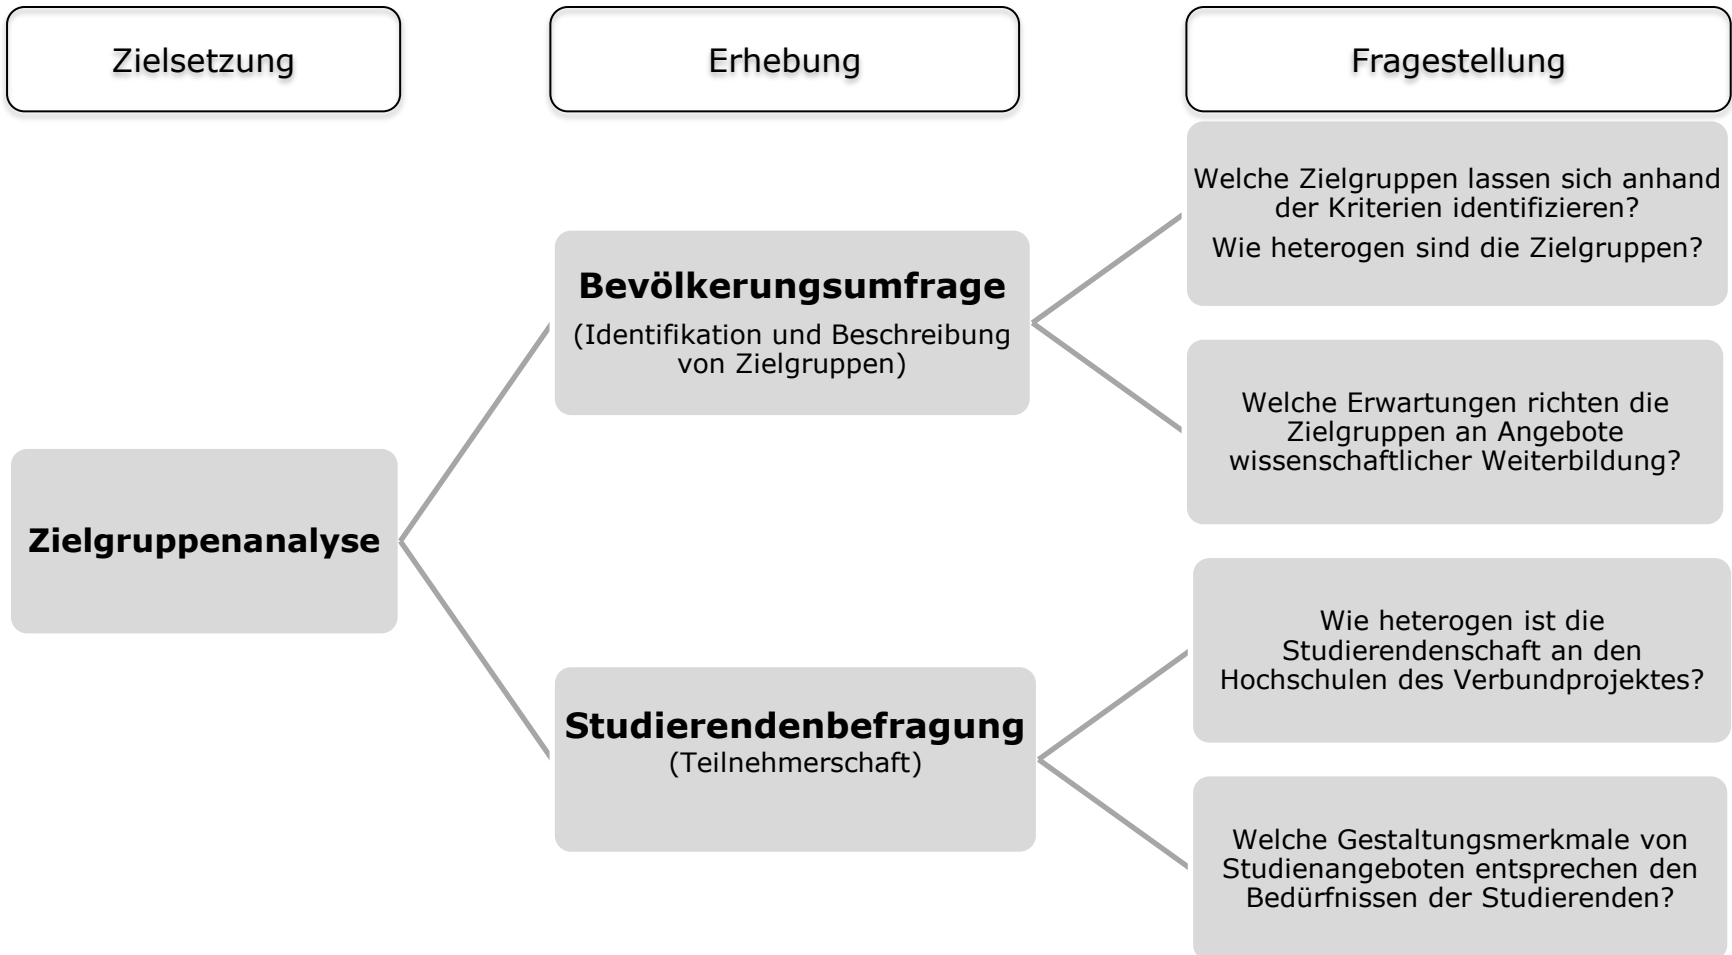 Zielsetzung
Erhebung
Fragestellung
Zielgruppenanalyse
Bevölkerungsumfrage
(Identifikation und Beschreibung
von Zielgruppen)
Studierendenbefragung
(Teilnehmerschaft)
Welche Zielgruppen lassen sich anhand
der Kriterien identifizieren?
Wie heterogen sind die Zielgruppen?
Welche Erwartungen richten die
Zielgruppen an Angebote
wissenschaftlicher Weiterbildung?
Wie heterogen ist die
Studierendenschaft an den
Hochschulen des Verbundprojektes?
Welche Gestaltungsmerkmale von
Studienangeboten entsprechen den
Bedürfnissen der Studierenden?